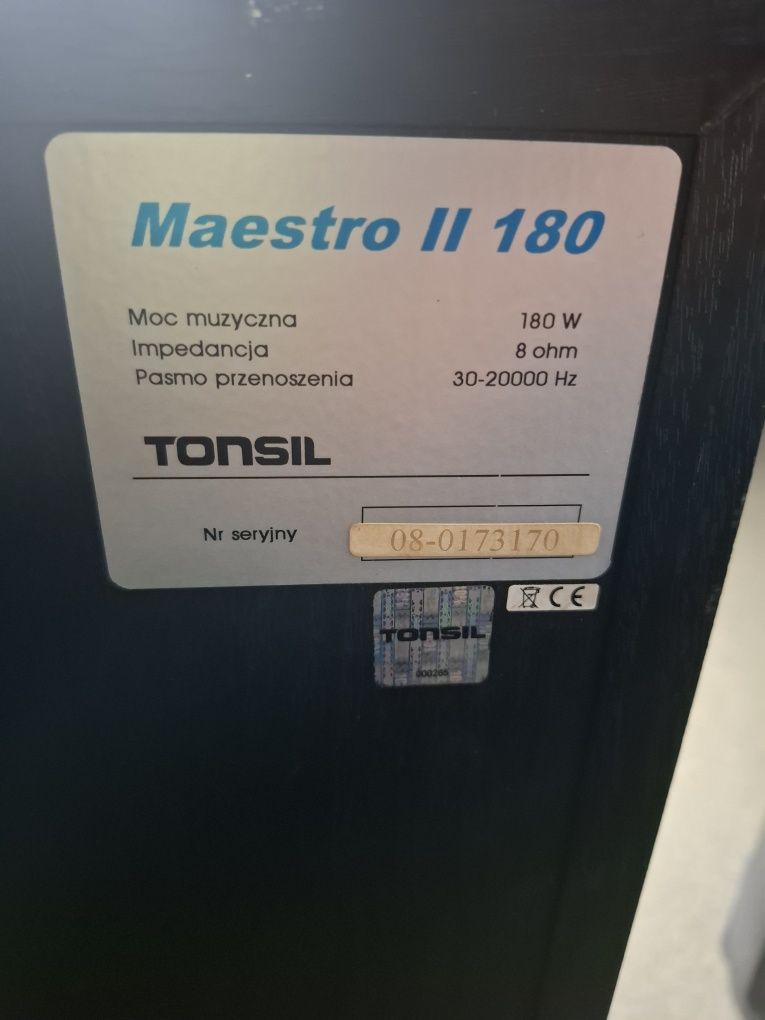 Maestro II 180
Moc muzyczna 180 W
Impedancja 8 ohm
Pasmo przenoszenia 30-20000 Hz
TONSIL
Nr seryjny 08-0173170
CE
TONSIL
000265